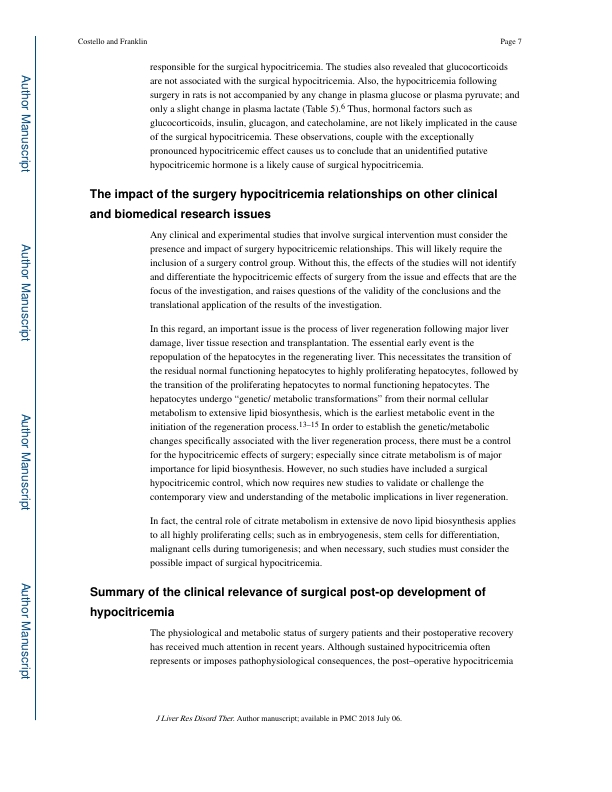 Costello and Franklin
Page 7
responsible for the surgical hypocitricemia. The studies also revealed that glucocorticoids
are not associated with the surgical hypocitricemia. Also, the hypocitricemia following
surgery in rats is not accompanied by any change in plasma glucose or plasma pyruvate; and
only a slight change in plasma lactate (Table 5).6 Thus, hormonal factors such as
glucocorticoids, insulin, glucagon, and catecholamine, are not likely implicated in the cause
of the surgical hypocitricemia. These observations, couple with the exceptionally
pronounced hypocitricemic effect causes us to conclude that an unidentified putative
hypocitricemic hormone is a likely cause of surgical hypocitricemia.
The impact of the surgery hypocitricemia relationships on other clinical
and biomedical research issues
Any clinical and experimental studies that involve surgical intervention must consider the
presence and impact of surgery hypocitricemic relationships. This will likely require the
inclusion of a surgery control group. Without this, the effects of the studies will not identify
and differentiate the hypocitricemic effects of surgery from the issue and effects that are the
focus of the investigation, and raises questions of the validity of the conclusions and the
translational application of the results of the investigation.
In this regard, an important issue is the process of liver regeneration following major liver
damage, liver tissue resection and transplantation. The essential early event is the
repopulation of the hepatocytes in the regenerating liver. This necessitates the transition of
the residual normal functioning hepatocytes to highly proliferating hepatocytes, followed by
the transition of the proliferating hepatocytes to normal functioning hepatocytes. The
hepatocytes undergo “genetic/ metabolic transformations” from their normal cellular
metabolism to extensive lipid biosynthesis, which is the earliest metabolic event in the
initiation of the regeneration process.13–15 In order to establish the genetic/metabolic
changes specifically associated with the liver regeneration process, there must be a control
for the hypocitricemic effects of surgery; especially since citrate metabolism is of major
importance for lipid biosynthesis. However, no such studies have included a surgical
hypocitricemic control, which now requires new studies to validate or challenge the
contemporary view and understanding of the metabolic implications in liver regeneration.
In fact, the central role of citrate metabolism in extensive de novo lipid biosynthesis applies
to all highly proliferating cells; such as in embryogenesis, stem cells for differentiation,
malignant cells during tumorigenesis; and when necessary, such studies must consider the
possible impact of surgical hypocitricemia.
Summary of the clinical relevance of surgical post-op development of
hypocitricemia
The physiological and metabolic status of surgery patients and their postoperative recovery
has received much attention in recent years. Although sustained hypocitricemia often
represents or imposes pathophysiological consequences, the post–operative hypocitricemia
J Liver Res Disord Ther. Author manuscript; available in PMC 2018 July 06.
Author Manuscript
Author Manuscript
Author Manuscript
Author Manuscript